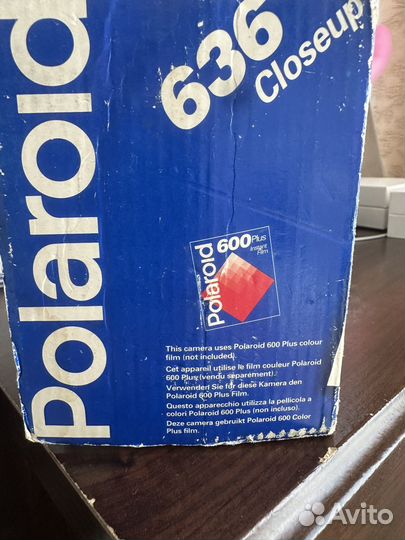 Polaroid
636
Closeup
Polaroid
600 Plus
Instant
Film
This camera uses Polaroid 600 Plus colour
film (not included).
Cet appareil utilise le film couleur Polaroid
600 Plus (vendu separement).
Verwenden Sie für diese Kamera den
Polaroid 600 Plus Film.
Questo apparecchio utilizza la pellicola a
colori Polaroid 600 Plus (non incluso).
Deze camera gebruikt Polaroid 600 Color
Plus film.
Avito